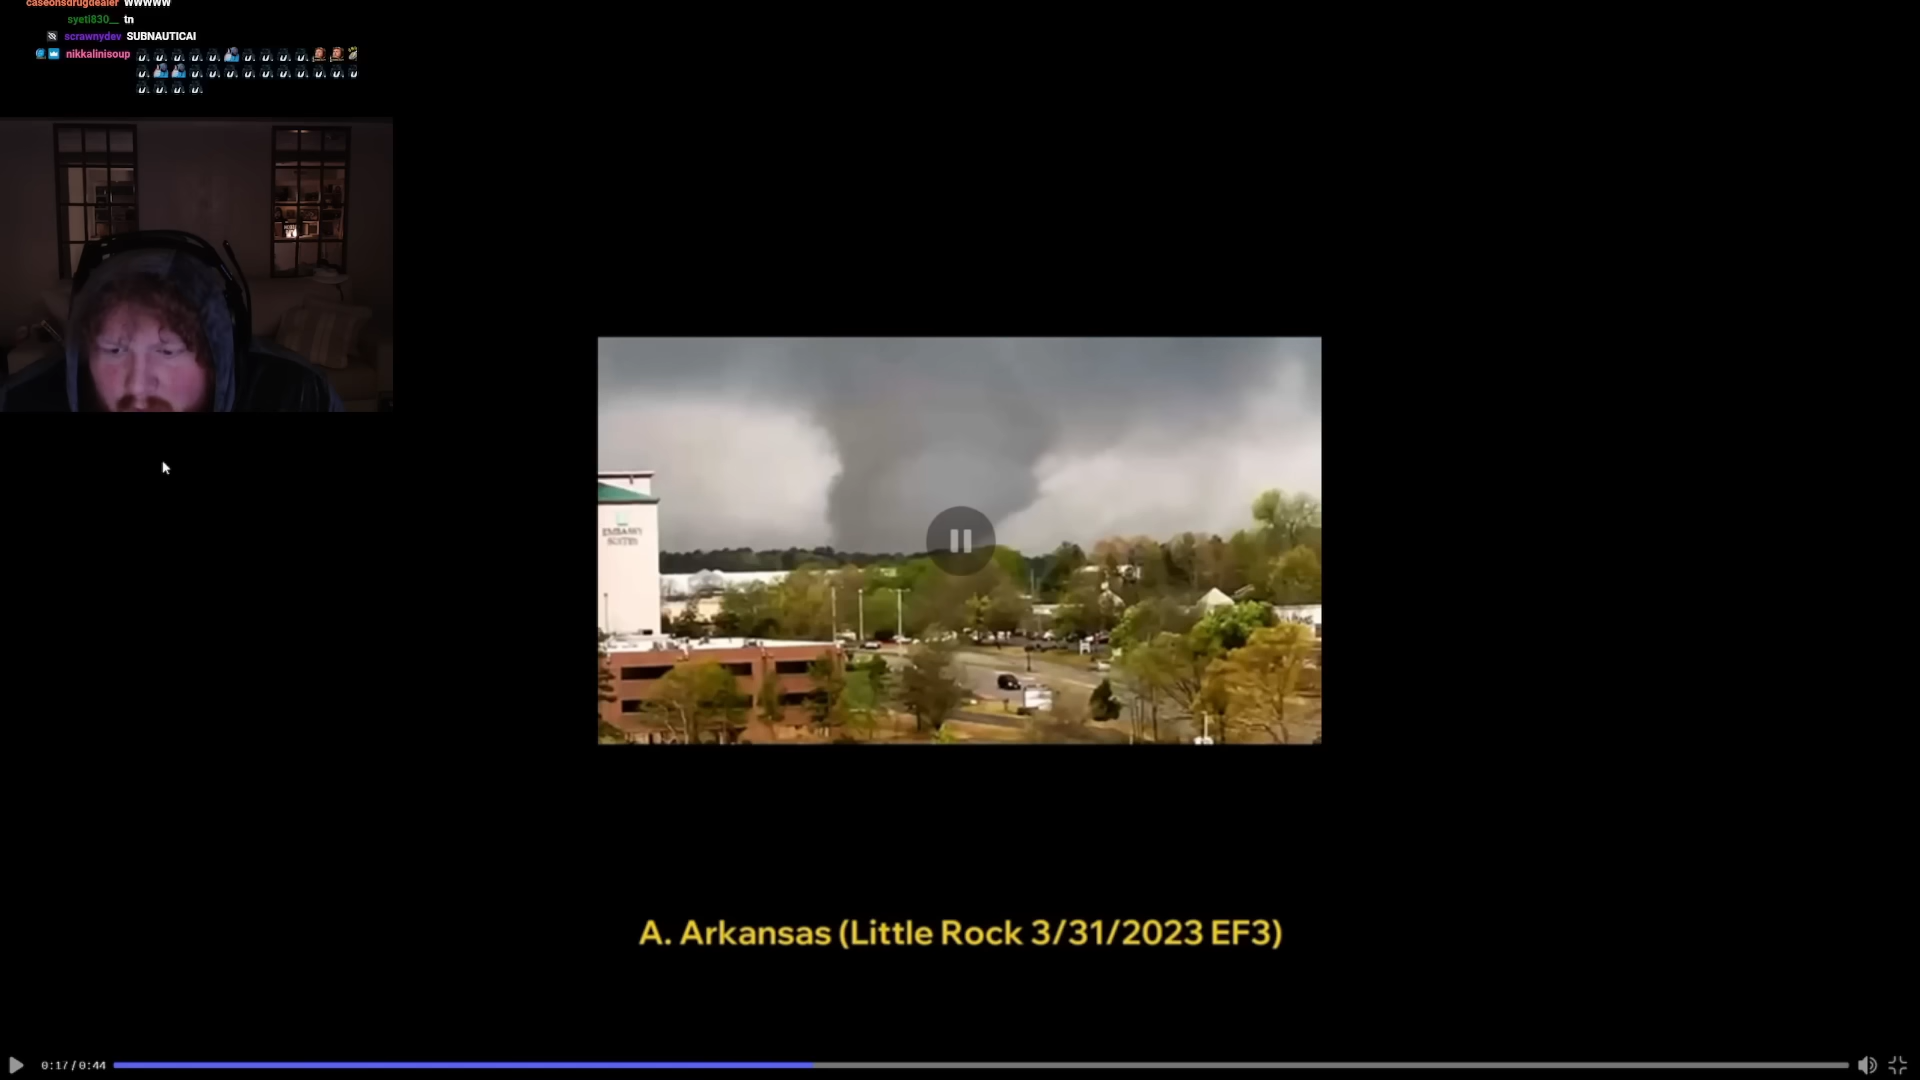 caseohsdrugdealer WWWWW
syeti830__ tn
scrawnydev SUBNAUTICA!
nikkalinisoup
EMBASSY
SUITES
A. Arkansas (Little Rock 3/31/2023 EF3)
0:17 / 0:44